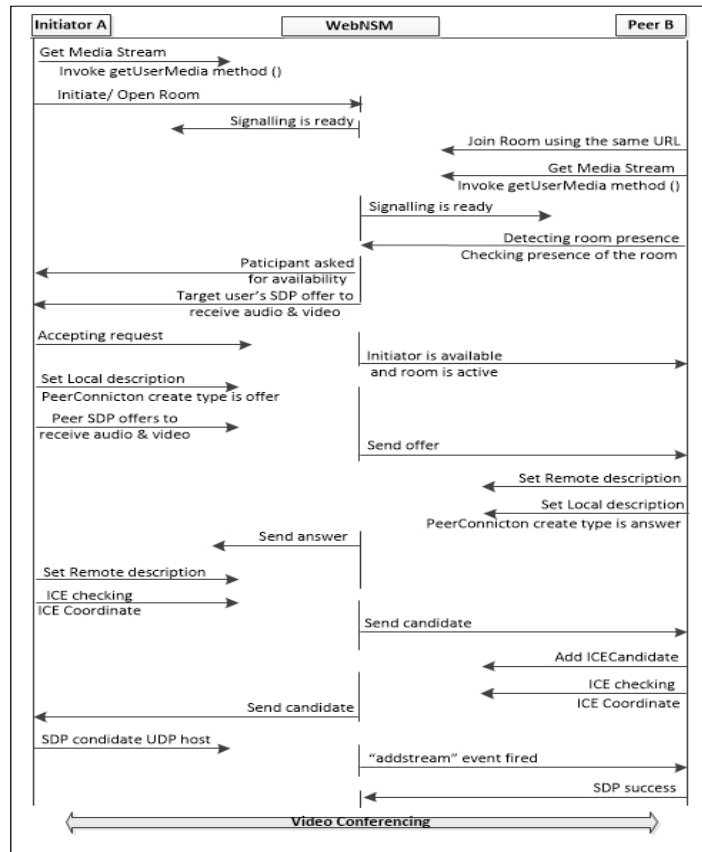 Initiator A
WebNSM
Peer B
Get Media Stream
Invoke getUserMedia method ()
Initiate/ Open Room
Signalling is ready
Join Room using the same URL
Get Media Stream
Invoke getUserMedia method ()
Signalling is ready
Detecting room presence
Checking presence of the room
Paticipant asked
for availability
Target user's SDP offer to
receive audio & video
Accepting request
Initiator is available
and room is active
Set Local description
PeerConnicton create type is offer
Peer SDP offers to
receive audio & video
Send offer
Set Remote description
Set Local description
PeerConnicton create type is answer
Send answer
Set Remote description
ICE checking
ICE Coordinate
Send candidate
Add ICECandidate
ICE checking
ICE Coordinate
Send candidate
SDP candidate UDP host
"addstream" event fired
SDP success
Video Conferencing